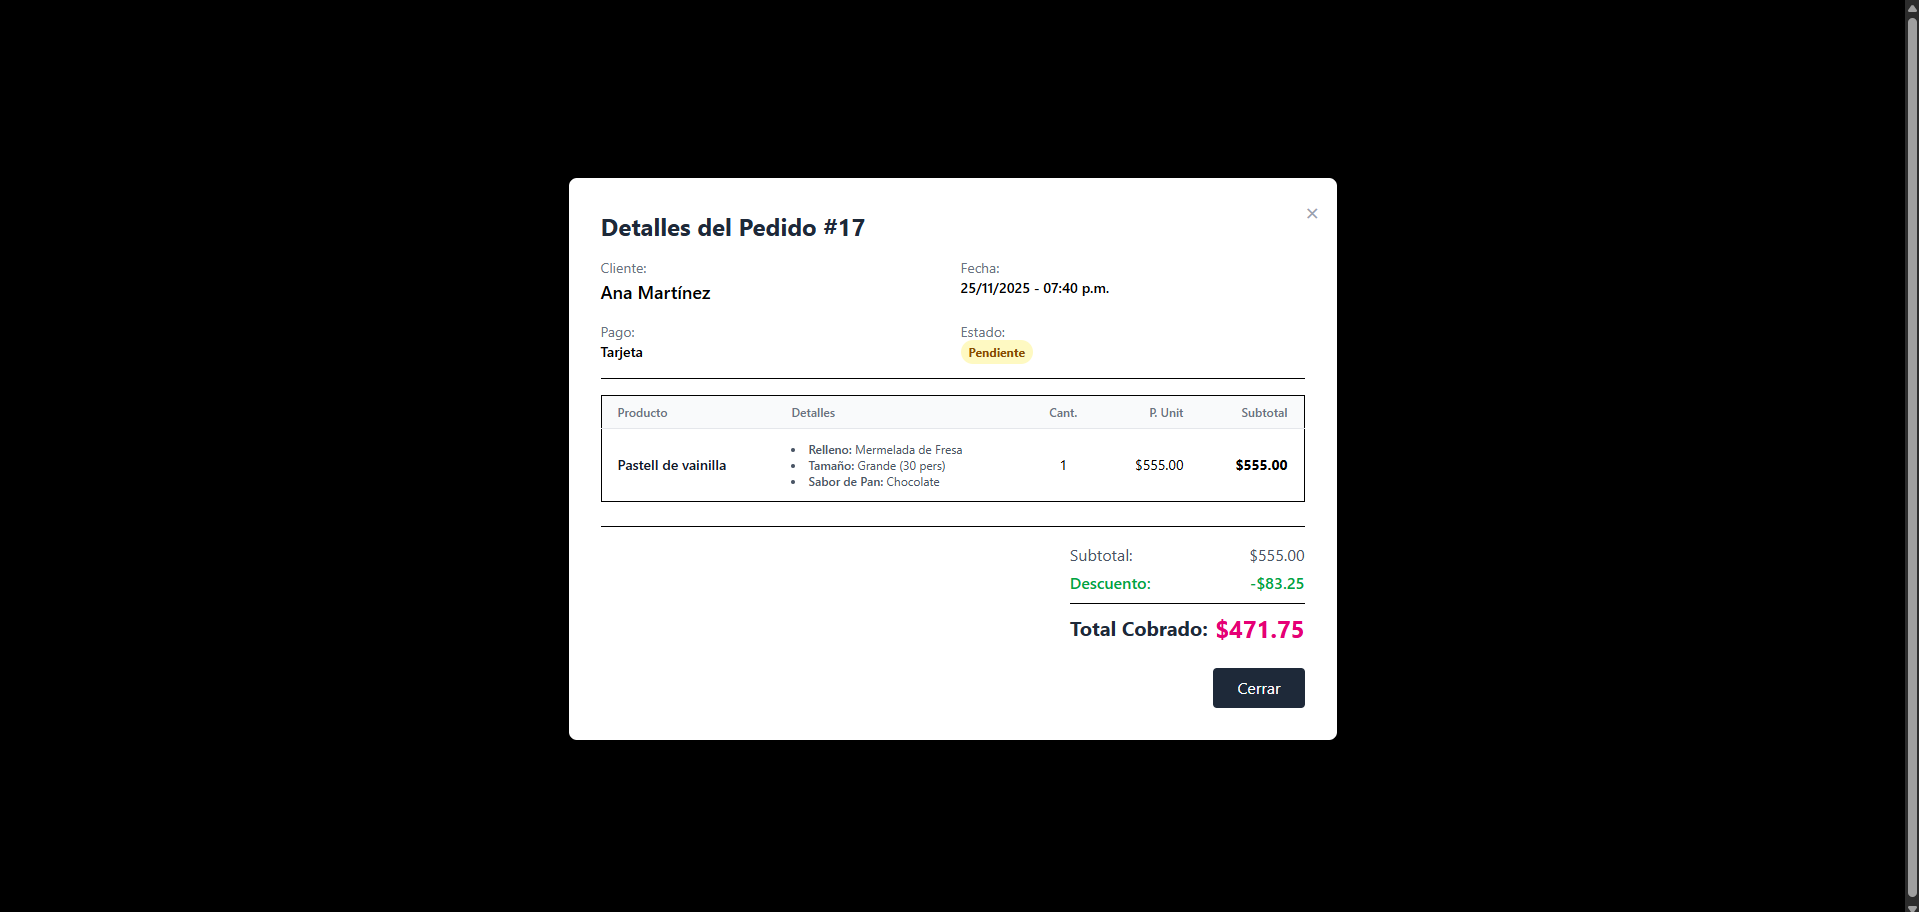 Detalles del Pedido #17
Cliente:
Ana Martínez
Fecha:
25/11/2025 - 07:40 p.m.
Pago:
Tarjeta
Estado:
Pendiente
Producto Detalles Cant. P. Unit Subtotal
Pastell de vainilla
• Relleno: Mermelada de Fresa
• Tamaño: Grande (30 pers)
• Sabor de Pan: Chocolate
1 $555.00 $555.00
Subtotal: $555.00
Descuento: -$83.25
Total Cobrado: $471.75
Cerrar